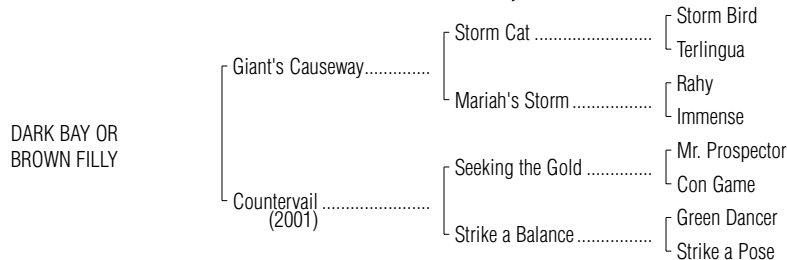 Storm Bird
Storm Cat ........................
Terlingua
Giant's Causeway..............
Rahy
Mariah's Storm .................
Immense
DARK BAY OR
BROWN FILLY
Mr. Prospector
Seeking the Gold ..............
Con Game
Countervail .......................
(2001)
Green Dancer
Strike a Balance................
Strike a Pose